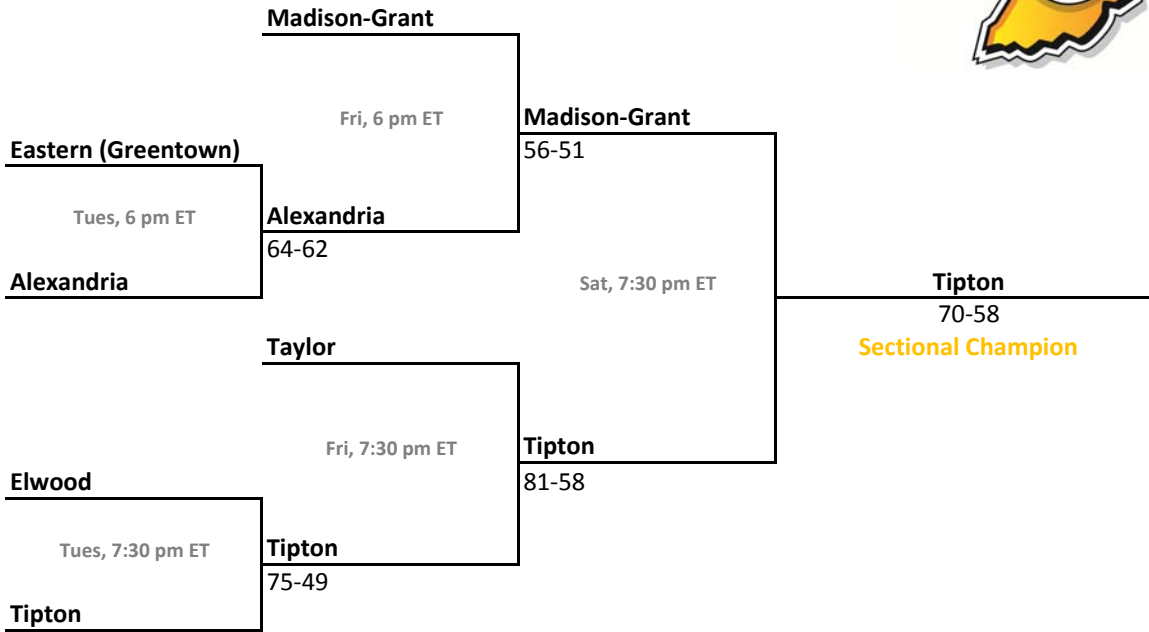 Madison-Grant
Fri, 6 pm ET
Madison-Grant
Eastern (Greentown)
56-51
Tues, 6 pm ET
Alexandria
64-62
Alexandria
Sat, 7:30 pm ET
Tipton
70-58
Taylor
Sectional Champion
Fri, 7:30 pm ET
Tipton
Elwood
81-58
Tues, 7:30 pm ET
Tipton
75-49
Tipton